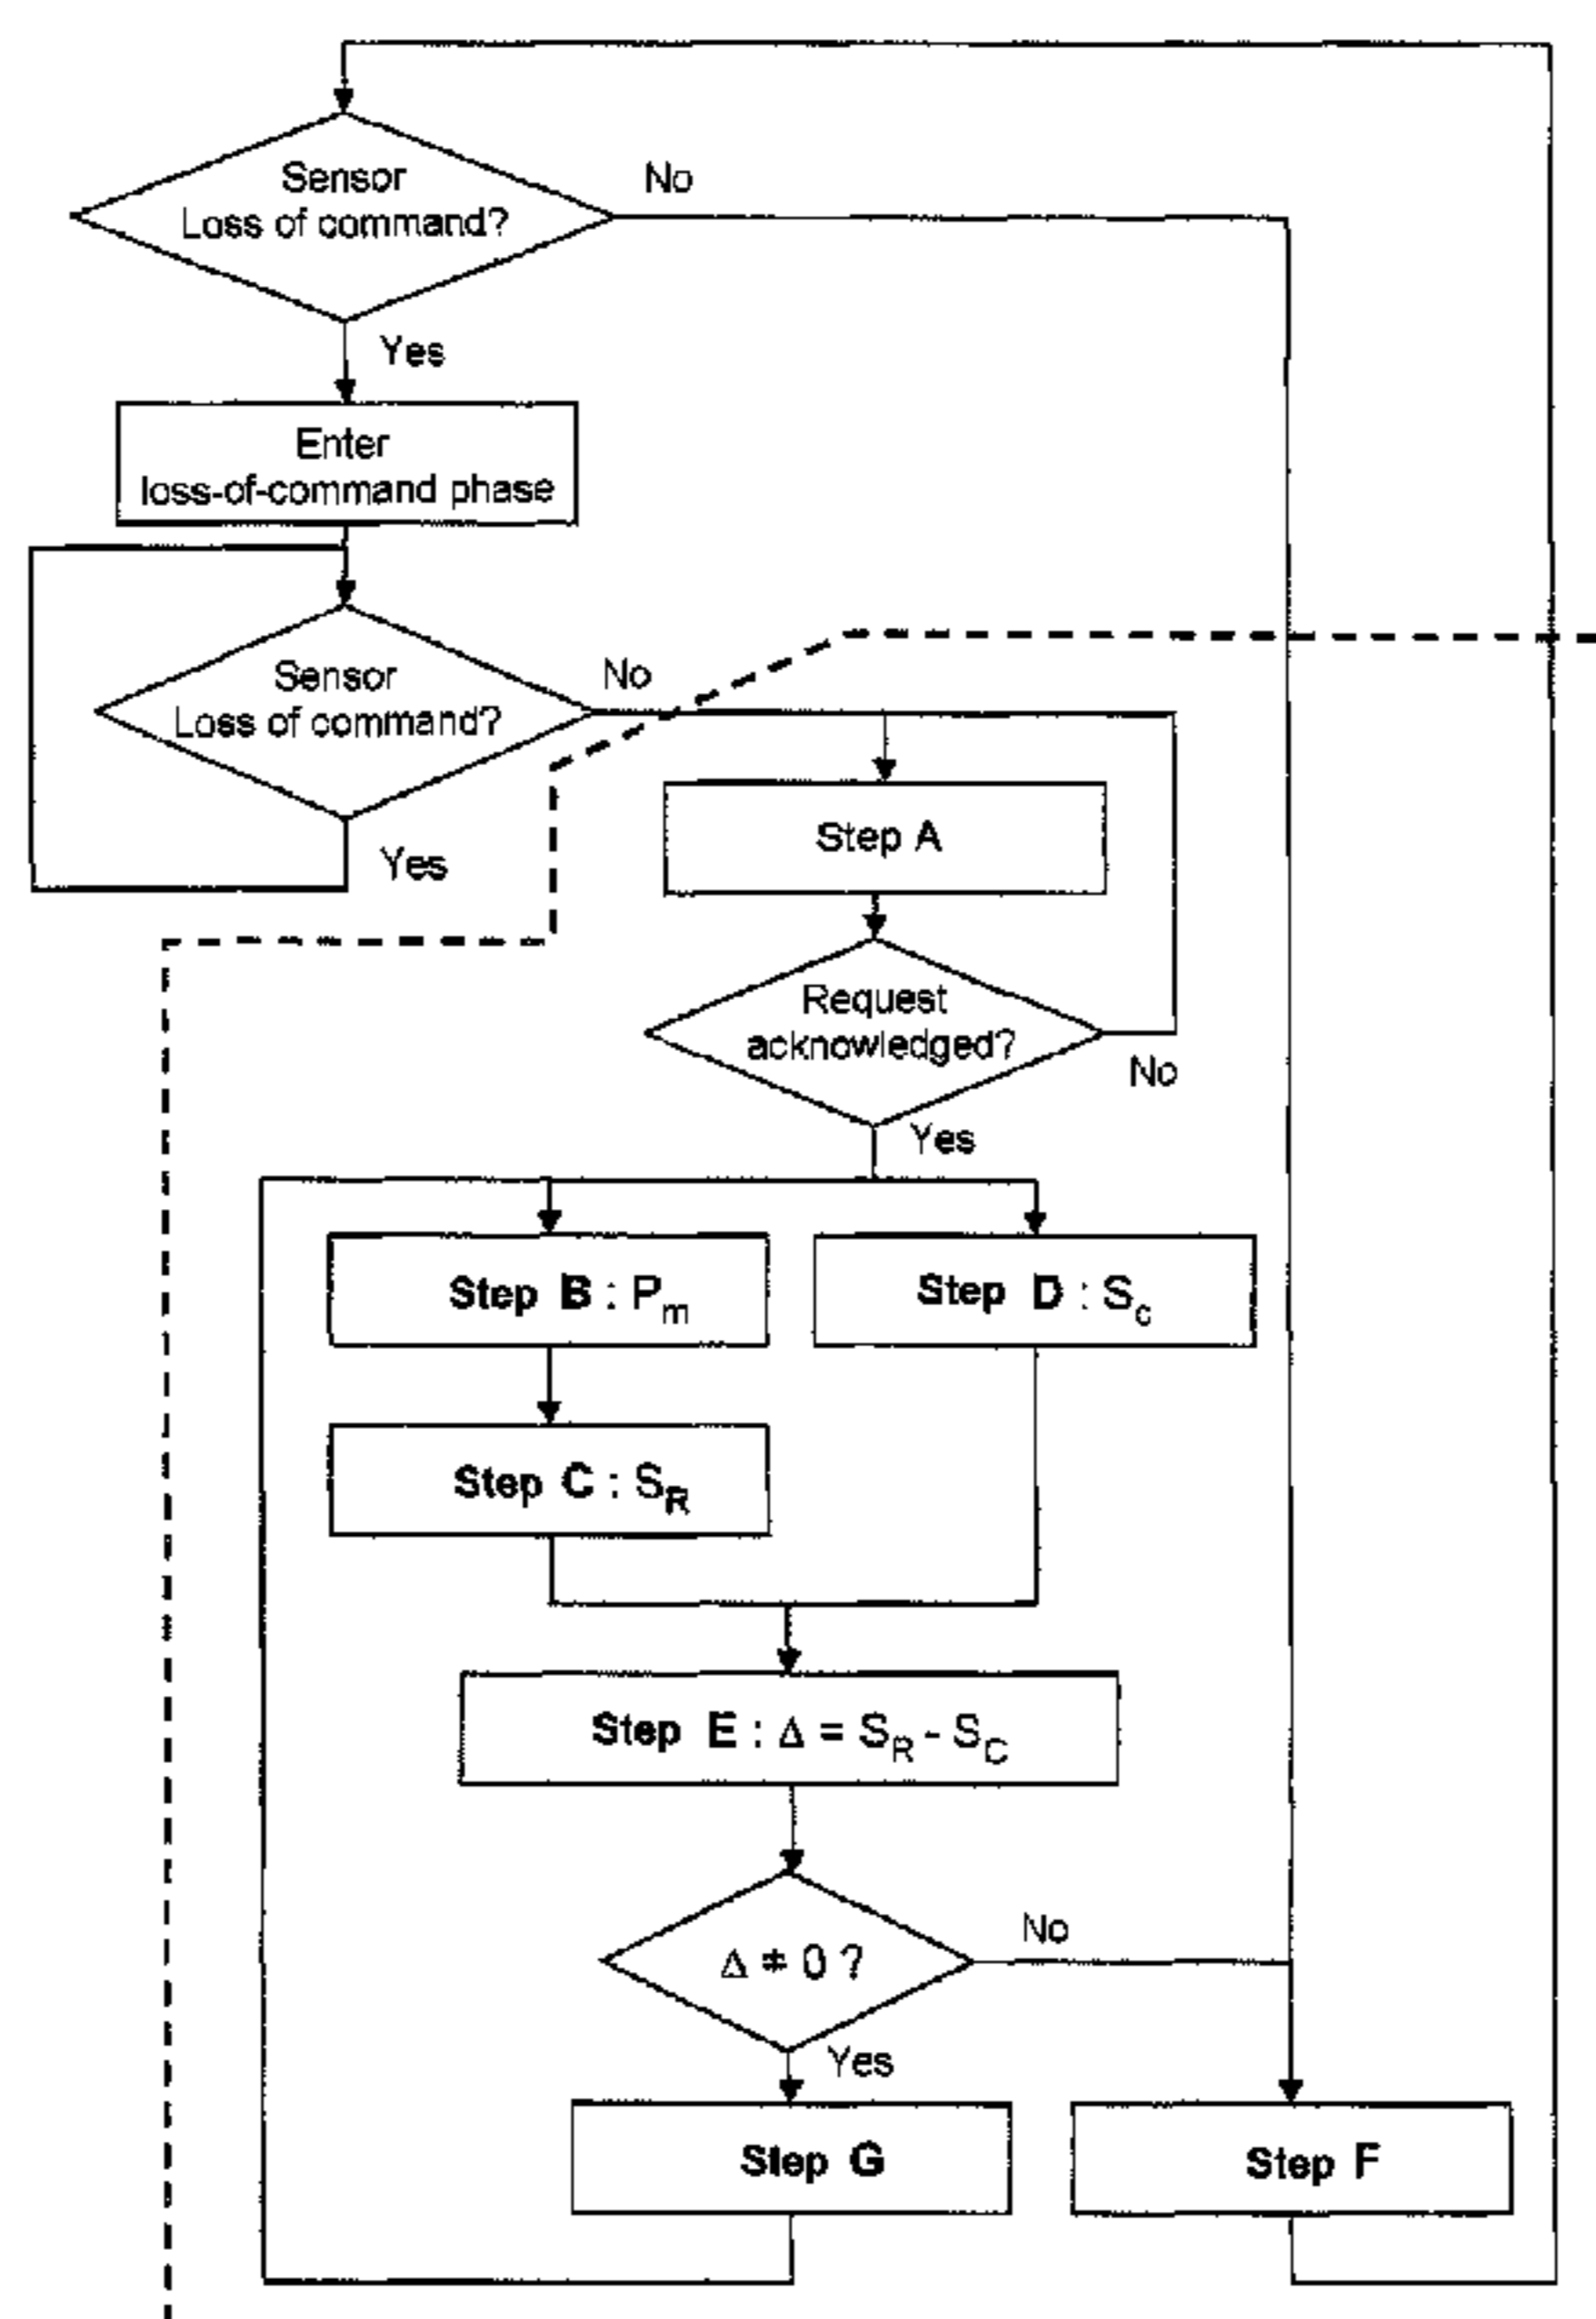 Sensor
Loss of command?
No
Yes
Enter
loss-of-command phase
Sensor
Loss of command?
No
Yes
Step A
Request
acknowledged?
No
Yes
Step B : Pm
Step D : Sc
Step C : SR
Step E : Δ = SR - SC
Δ ≠ 0 ?
No
Yes
Step G
Step F